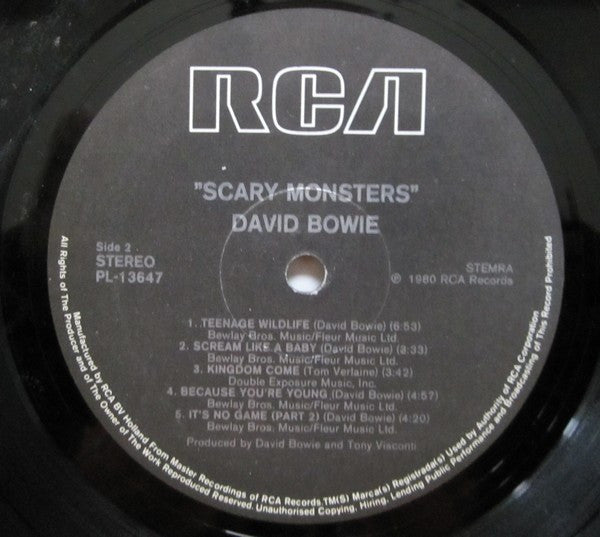 RCA
"SCARY MONSTERS"
DAVID BOWIE
Side 2
STEREO
PL-13647
STEMRA
℗ 1980 RCA Records
1. TEENAGE WILDLIFE (David Bowie) (6:53)
Bewlay Bros. Music/Fleur Music Ltd.
2. SCREAM LIKE A BABY (David Bowie) (3:33)
Bewlay Bros. Music/Fleur Music Ltd.
3. KINGDOM COME (Tom Verlaine) (3:42)
Double Exposure Music, Inc.
4. BECAUSE YOU'RE YOUNG (David Bowie) (4:57)
Bewlay Bros. Music/Fleur Music Ltd.
5. IT'S NO GAME (PART 2) (David Bowie) (4:20)
Bewlay Bros. Music/Fleur Music Ltd.
Produced by David Bowie and Tony Visconti
Manufactured by RCA BV Holland From Master Recordings of RCA Records.TM(S) Marca(s) Registrada(s) Used by Authority of RCA Corporation
All Rights of The Producer and of The Owner of The Work Reproduced Reserved. Unauthorised Copying, Hiring, Lending Public Performance and Broadcasting of This Record Prohibited